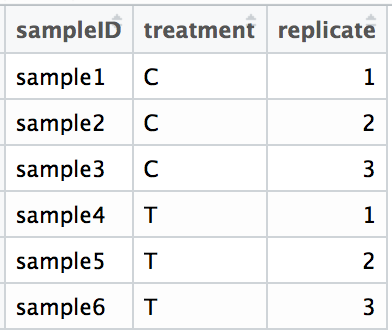 sampleID treatment replicate
sample1 C 1
sample2 C 2
sample3 C 3
sample4 T 1
sample5 T 2
sample6 T 3